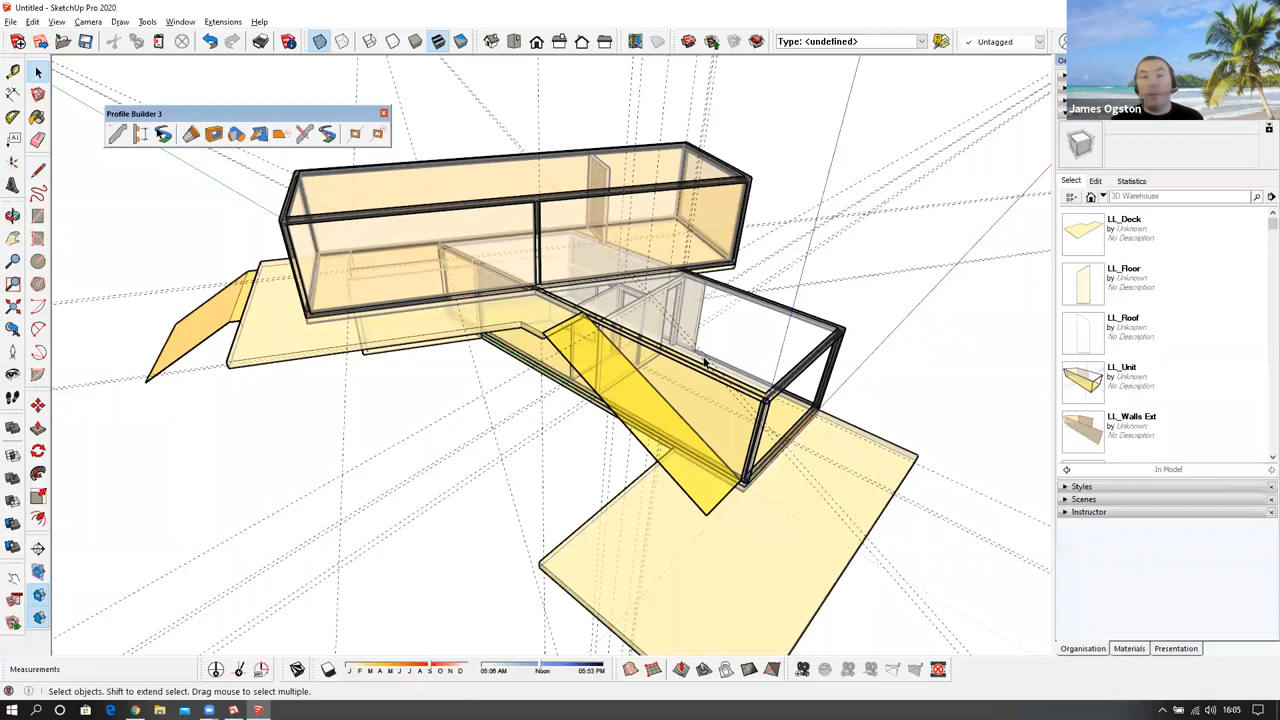 Untitled - SketchUp Pro 2020
File Edit View Camera Draw Tools Window Extensions Help
Type: <undefined>
Untagged
James Ogston
Profile Builder 3
Select Edit Statistics
3D Warehouse
LL_Deck
by Unknown
No Description
LL_Floor
by Unknown
No Description
LL_Roof
by Unknown
No Description
LL_Unit
by Unknown
No Description
LL_Walls Ext
by Unknown
No Description
In Model
Styles
Scenes
Instructor
Organisation Materials Presentation
Measurements
J F M A M J J A S O N D
05:06 AM Noon 05:53 PM
Select objects. Shift to extend select. Drag mouse to select multiple.
16:05